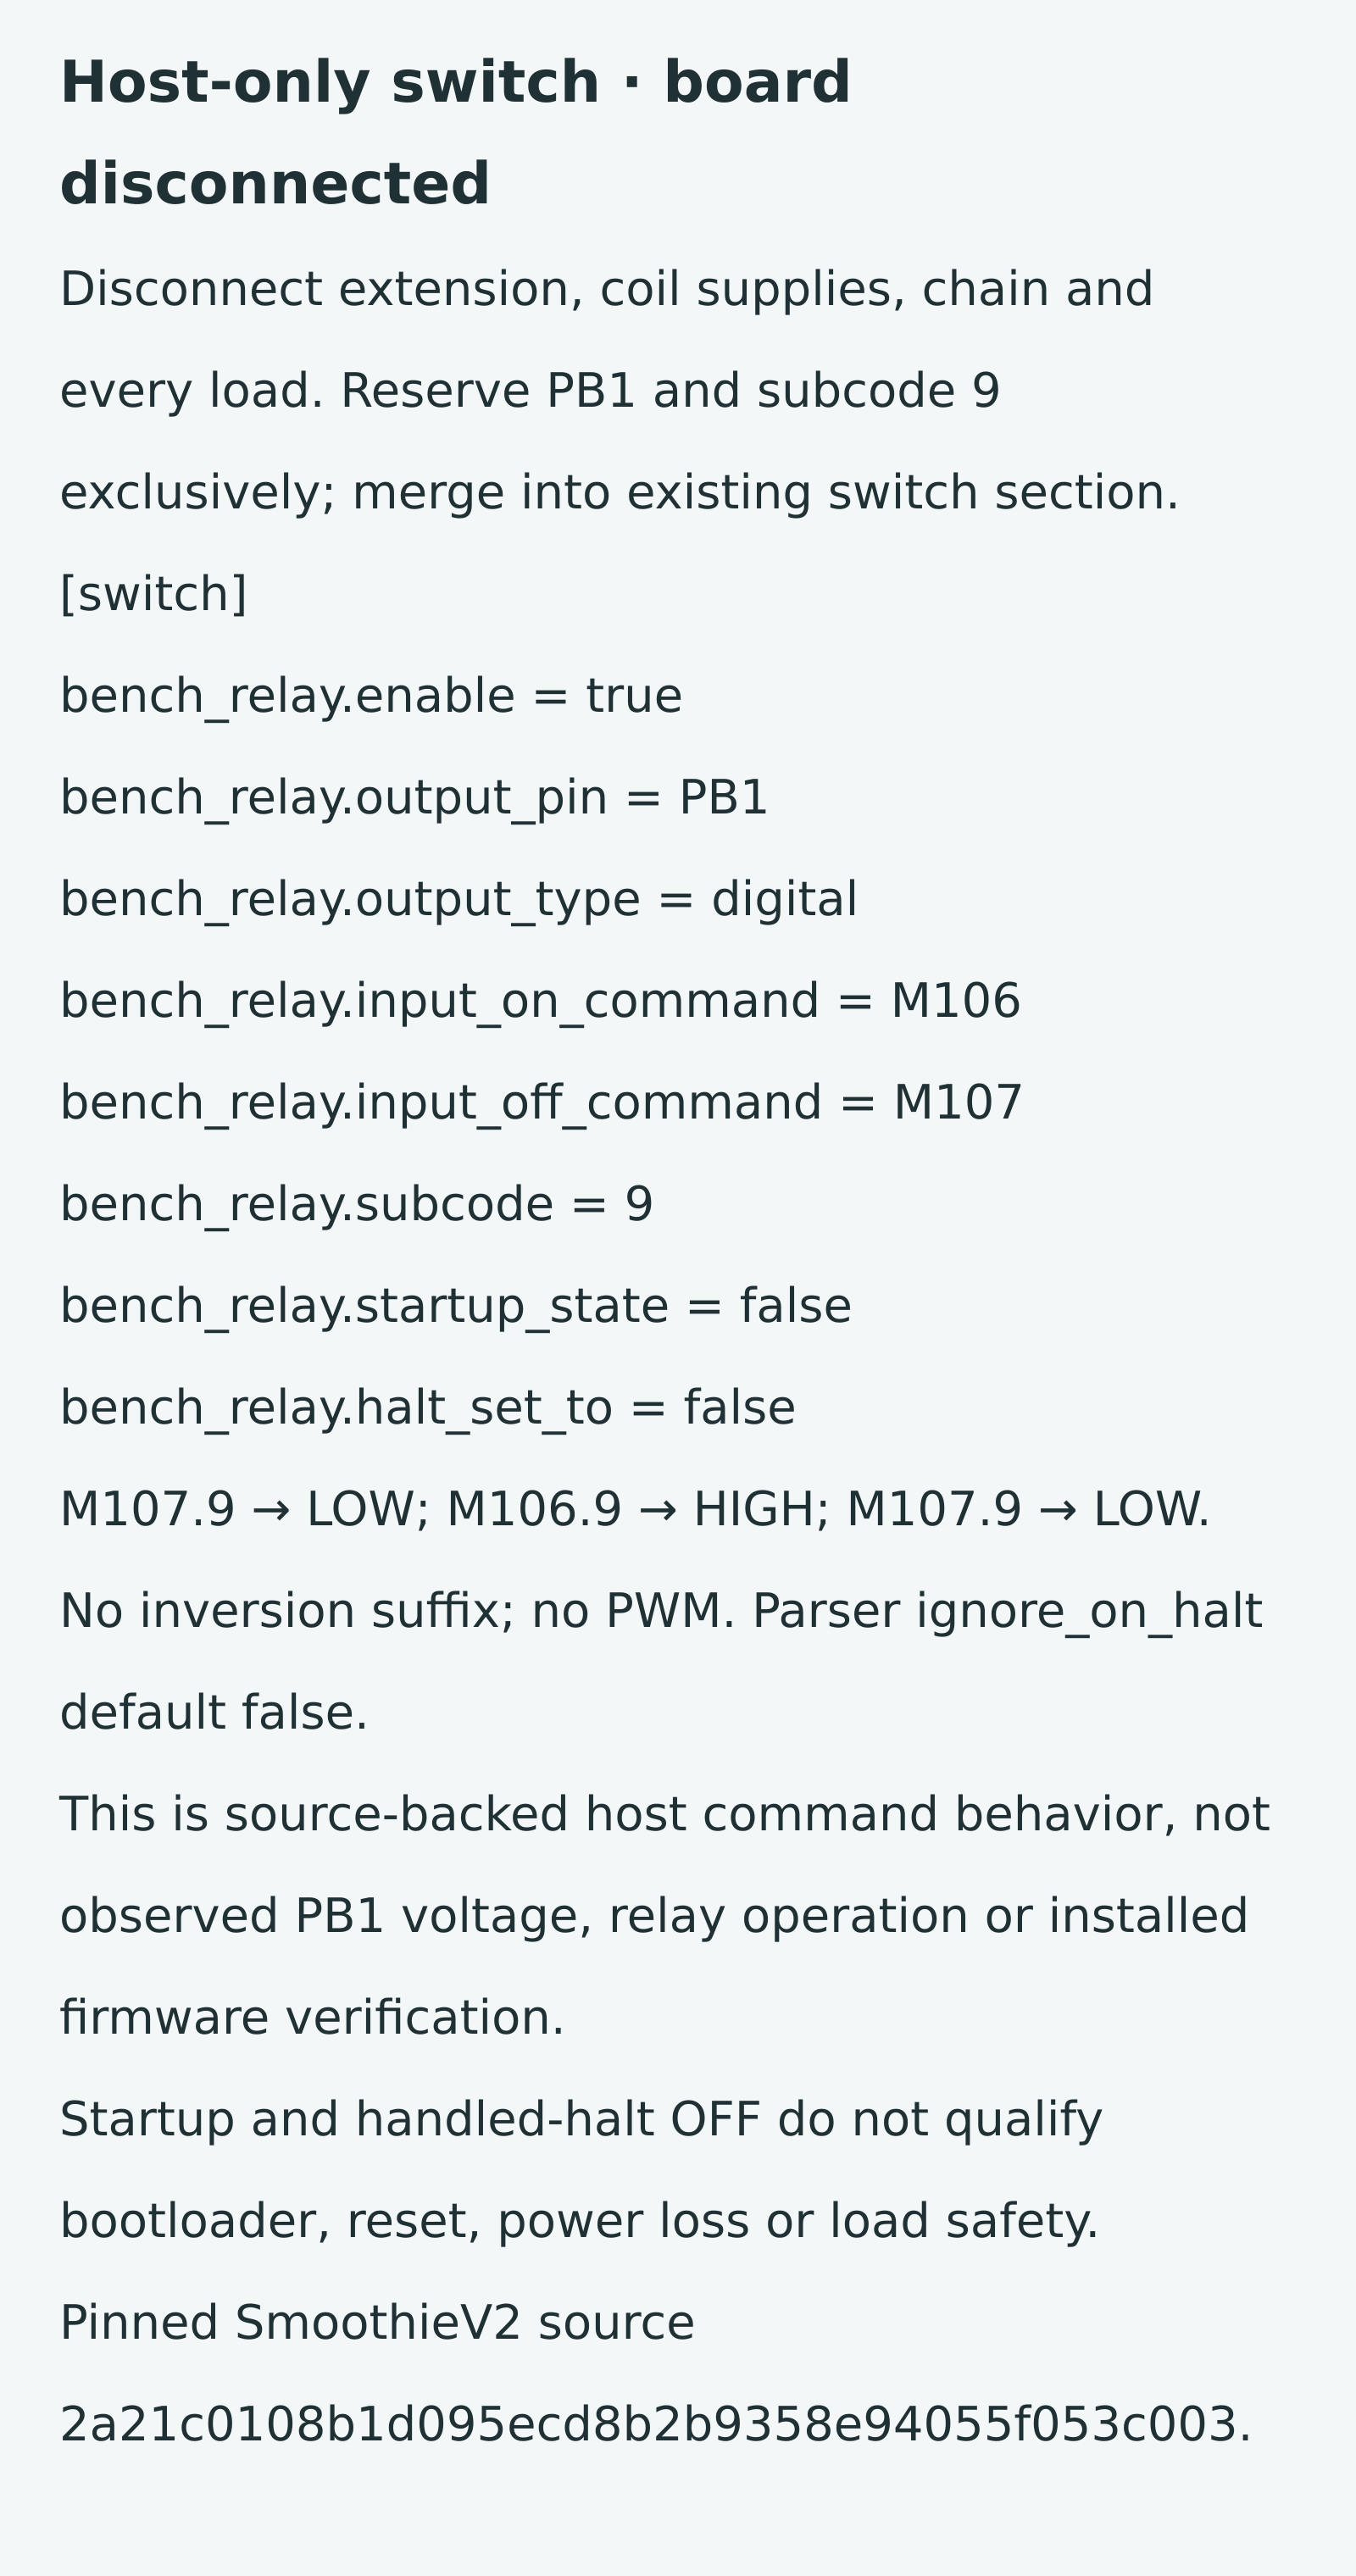 Host-only switch · board
disconnected
Disconnect extension, coil supplies, chain and
every load. Reserve PB1 and subcode 9
exclusively; merge into existing switch section.
[switch]
bench_relay.enable = true
bench_relay.output_pin = PB1
bench_relay.output_type = digital
bench_relay.input_on_command = M106
bench_relay.input_off_command = M107
bench_relay.subcode = 9
bench_relay.startup_state = false
bench_relay.halt_set_to = false
M107.9 → LOW; M106.9 → HIGH; M107.9 → LOW.
No inversion suffix; no PWM. Parser ignore_on_halt
default false.
This is source-backed host command behavior, not
observed PB1 voltage, relay operation or installed
firmware verification.
Startup and handled-halt OFF do not qualify
bootloader, reset, power loss or load safety.
Pinned SmoothieV2 source
2a21c0108b1d095ecd8b2b9358e94055f053c003.